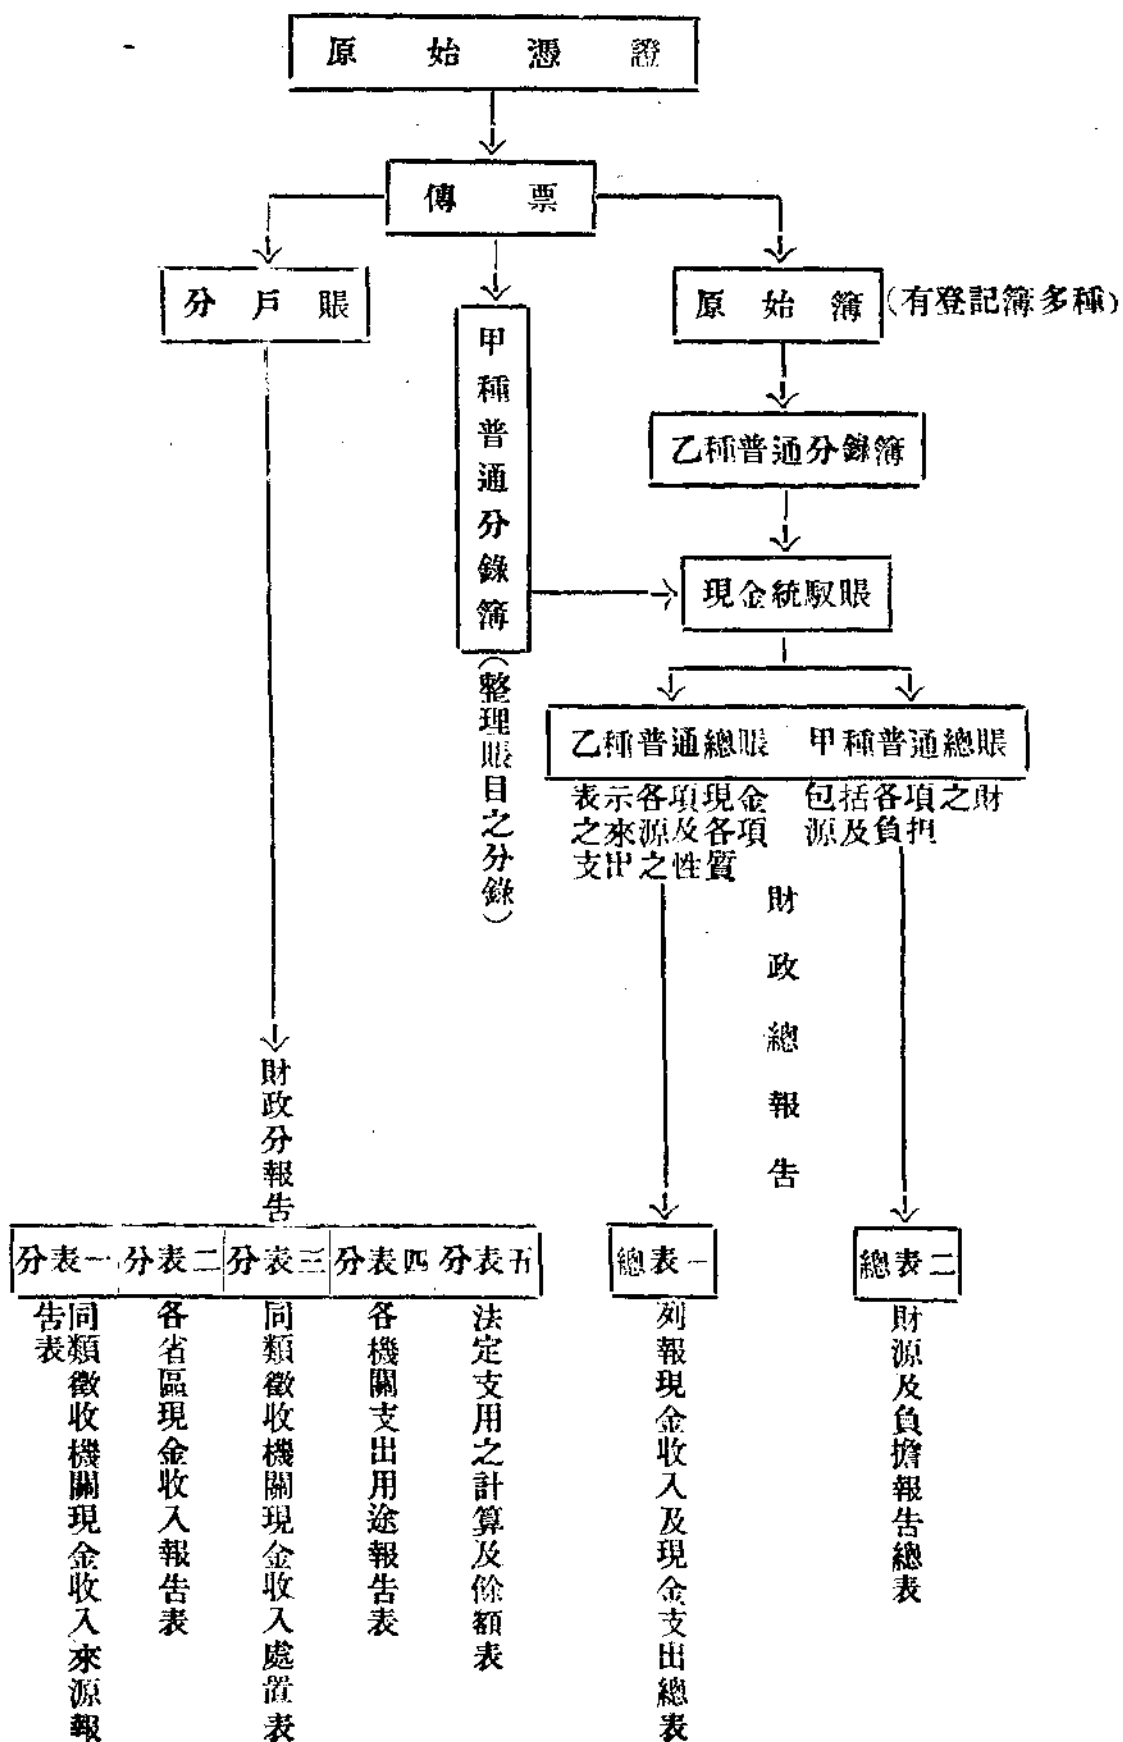 原始憑證
傳票
分戶賬
原始簿
(有登記簿多種)
甲種普通分錄簿
(整理賬目之分錄)
乙種普通分錄簿
現金統馭賬
乙種普通總賬
甲種普通總賬
表示各項現金
之來源及各項
支出之性質
包括各項之財
源及負担
財政總報告
財政分報告
分表一
分表二
分表三
分表四
分表五
總表一
總表二
同類徵收機關現金收入來源報
告表
各省區現金收入報告表
同類徵收機關現金收入處置表
各機關支出用途報告表
法定支用之計算及餘額表
列報現金收入及現金支出總表
財源及負擔報告總表